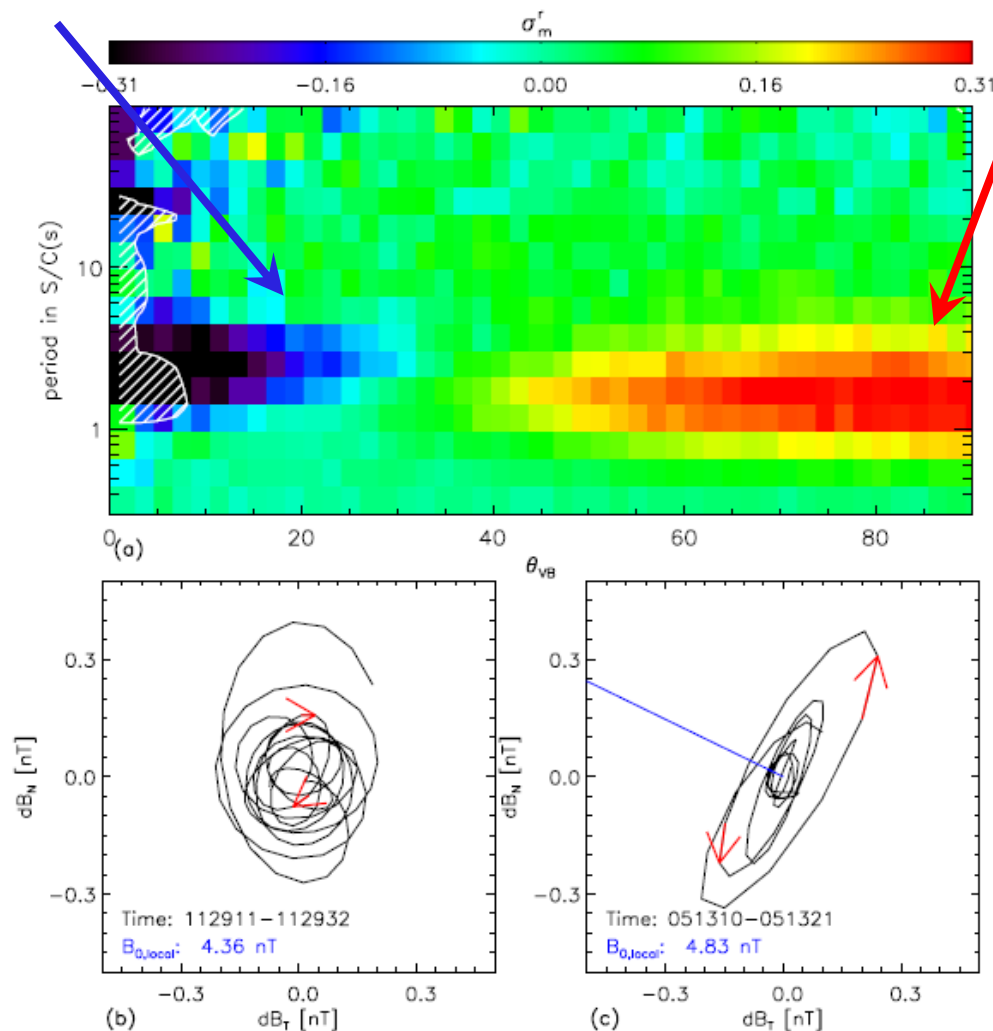 σ_m^r
−0.31 −0.16 0.00 0.16 0.31
period in S/C(s)
10
1
0 20 40 60 80
(a)
θ_VB
dB_N [nT]
0.3
0.0
−0.3
Time: 112911−112932
B_0,local: 4.36 nT
−0.3 0.0 0.3
(b) dB_T [nT]
dB_N [nT]
0.3
0.0
−0.3
Time: 051310−051321
B_0,local: 4.83 nT
−0.3 0.0 0.3
(c) dB_T [nT]